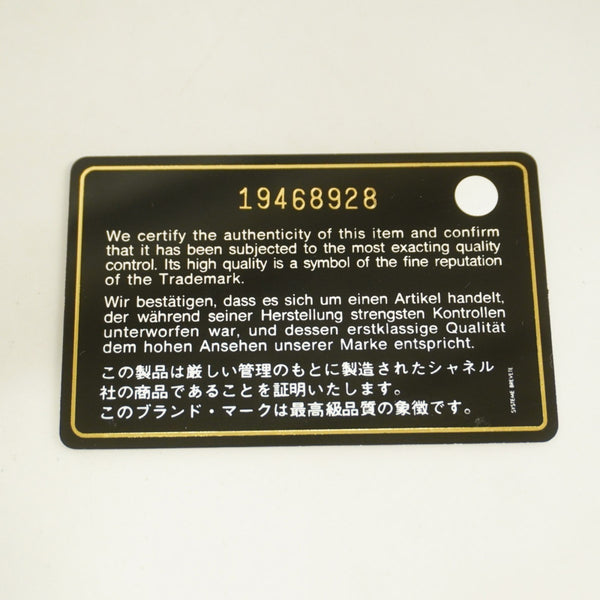 19468928
We certify the authenticity of this item and confirm
that it has been subjected to the most exacting quality
control. Its high quality is a symbol of the fine reputation
of the Trademark.
Wir bestätigen, dass es sich um einen Artikel handelt,
der während seiner Herstellung strengsten Kontrollen
unterworfen war, und dessen erstklassige Qualität
dem hohen Ansehen unserer Marke entspricht.
この製品は厳しい管理のもとに製造されたシャネル
社の商品であることを証明いたします。
このブランド・マークは最高級品質の象徴です。
SYSTEME BREVETE